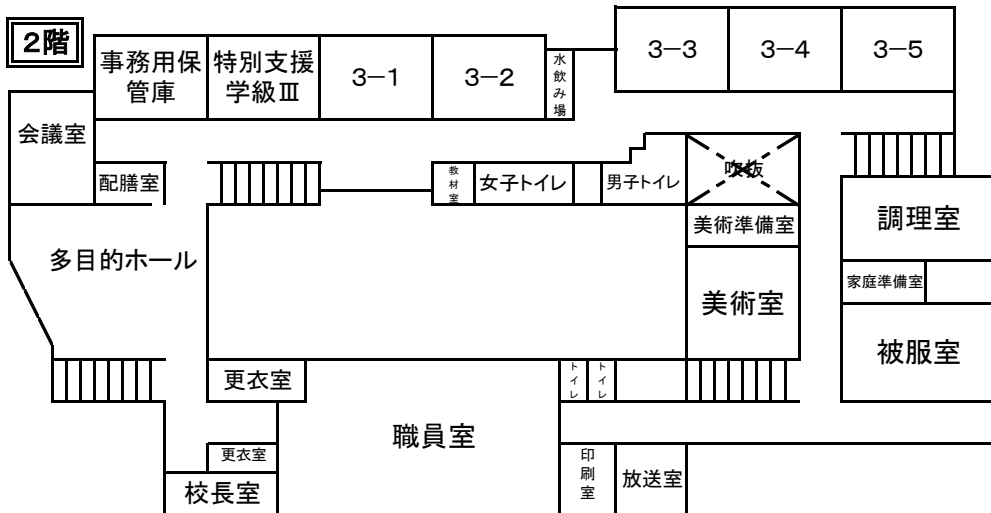 2階
事務用保
管庫
特別支援
学級Ⅲ
3－1
3－2
水飲み場
3－3
3－4
3－5
会議室
配膳室
教材室
女子トイレ
男子トイレ
吹抜
美術準備室
調理室
多目的ホール
家庭準備室
美術室
被服室
更衣室
トイレ
トイレ
職員室
更衣室
校長室
印刷室
放送室